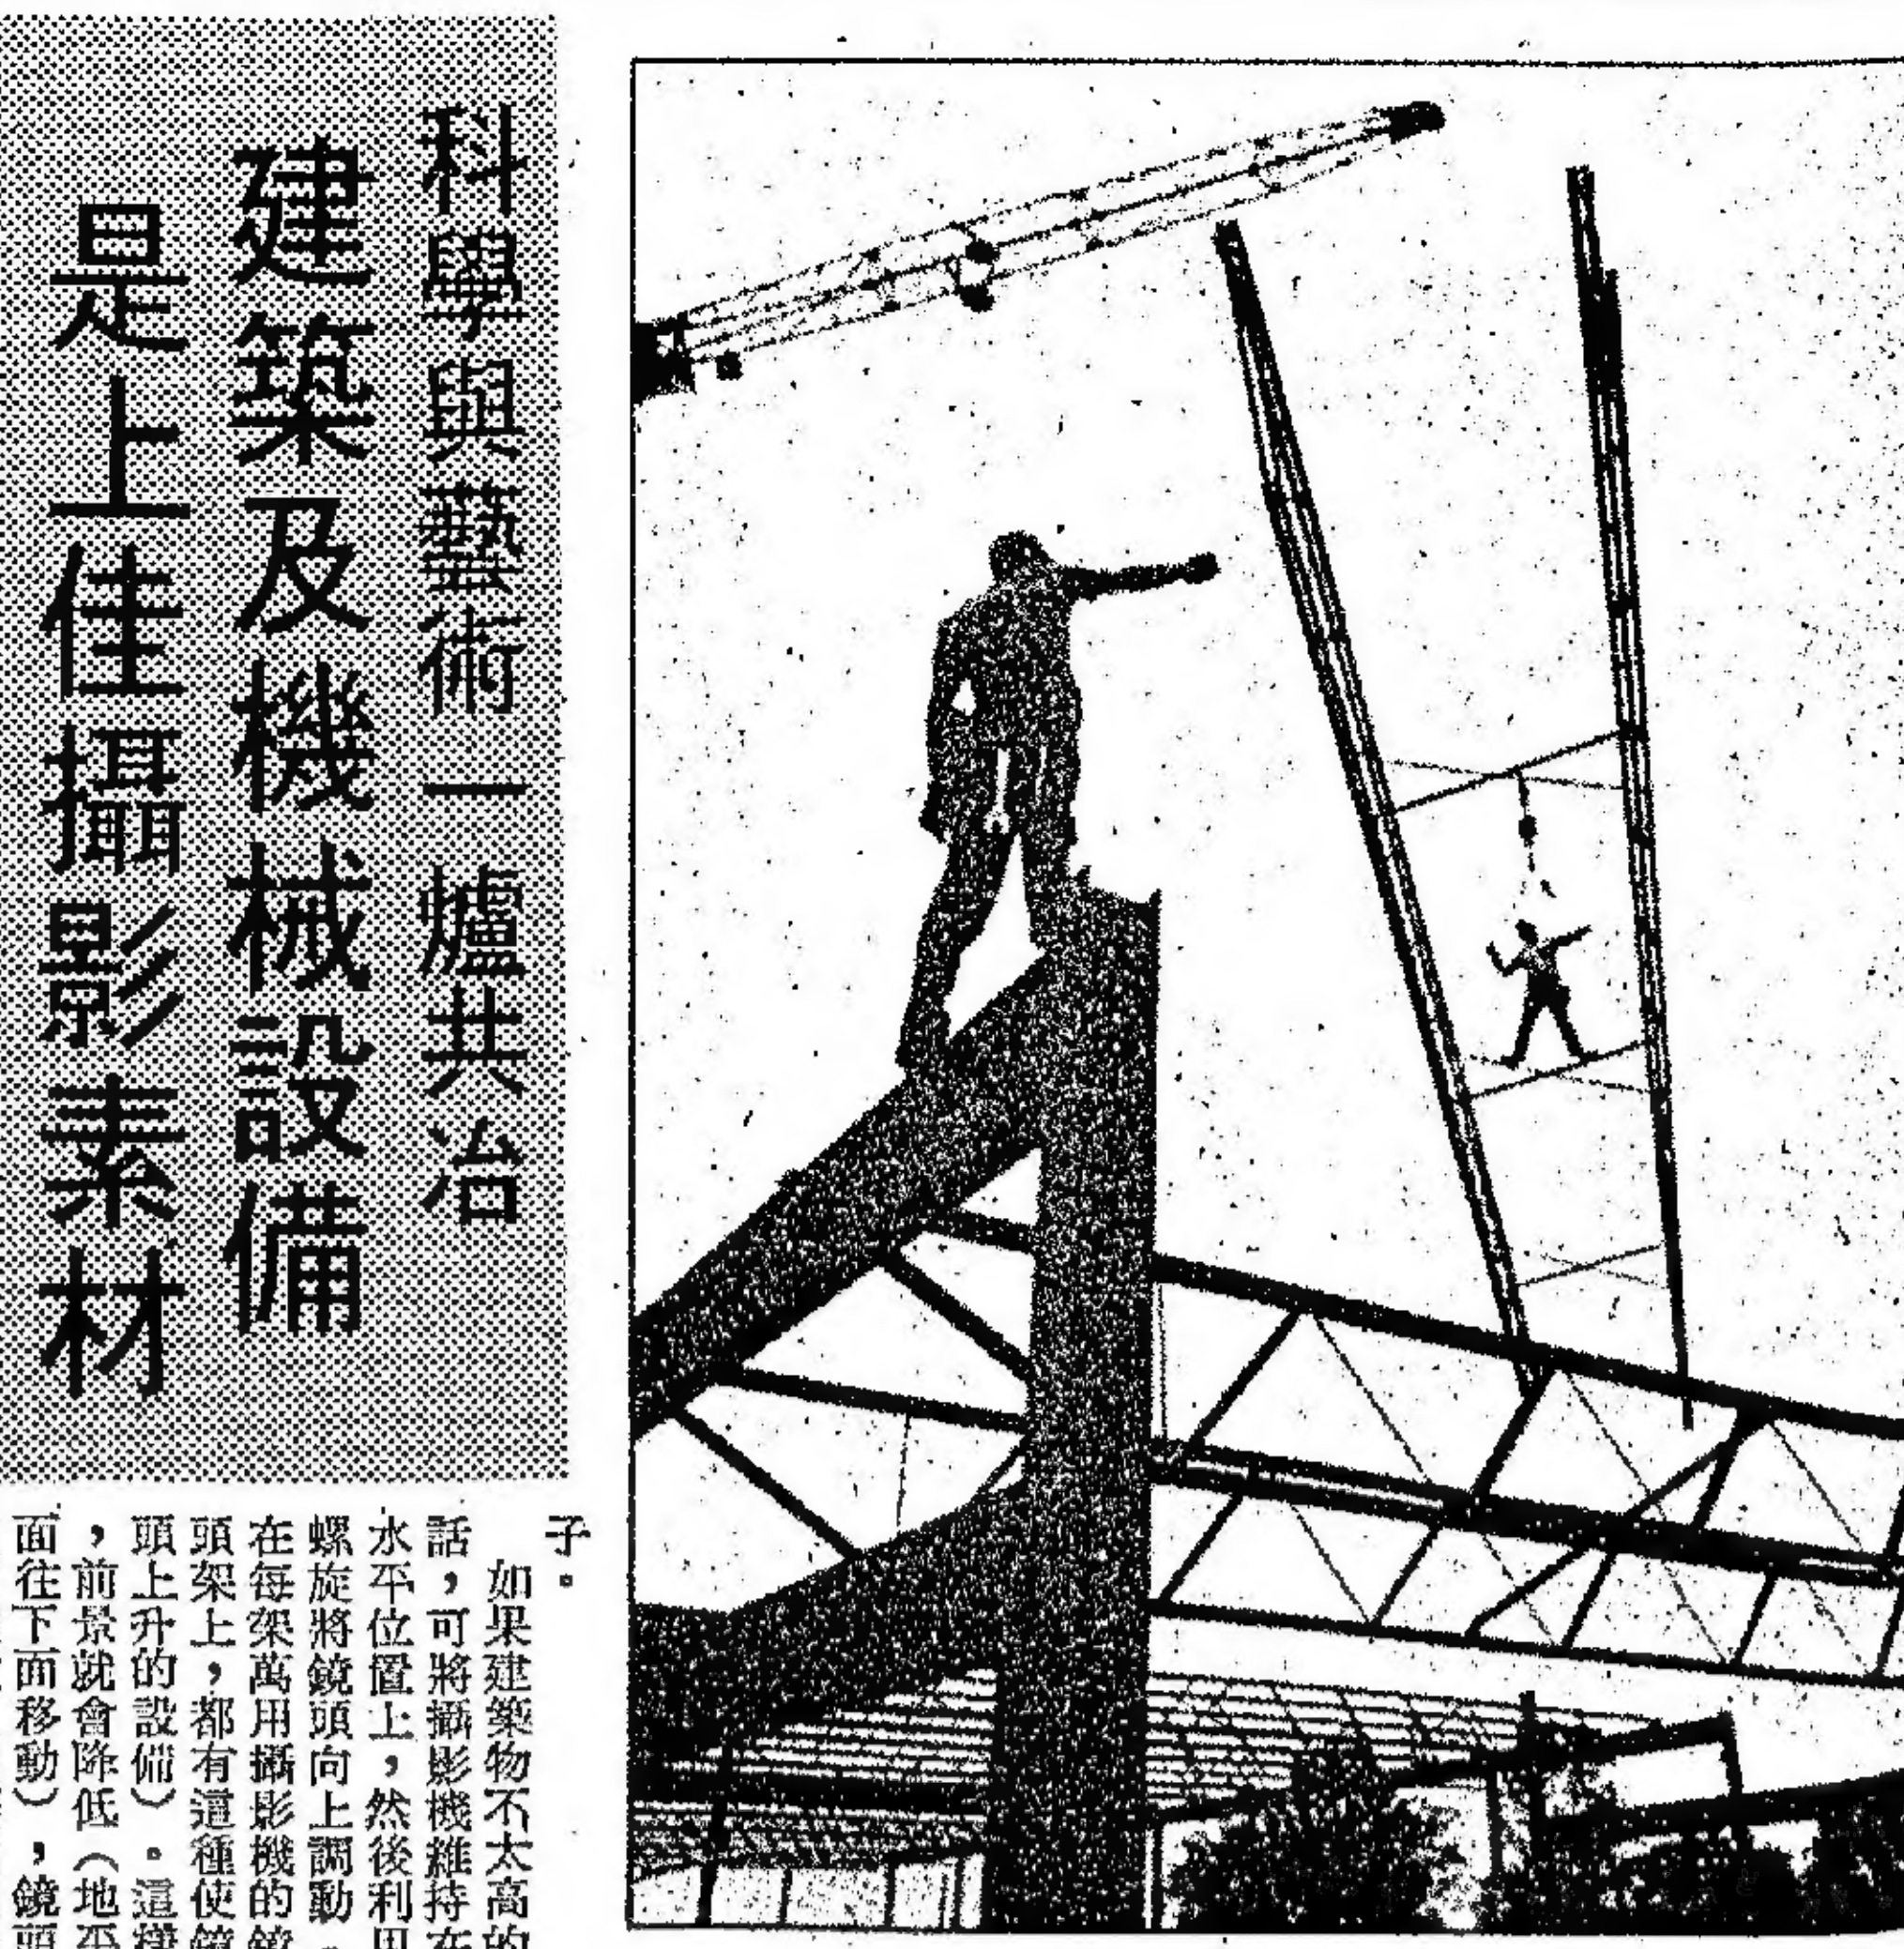 科學與藝術一爐共冶
建築及機械設備
是上佳攝影素材
子。
如果建築物不太高的
話，可將攝影機維持在
水平位置上，然後利用
螺旋將鏡頭向上調動。
在每架萬用攝影機的鏡
頭架上，都有這種使鏡
頭上升的設備）。這樣
，前景就會降低（地平
面往下面移動），鏡頭